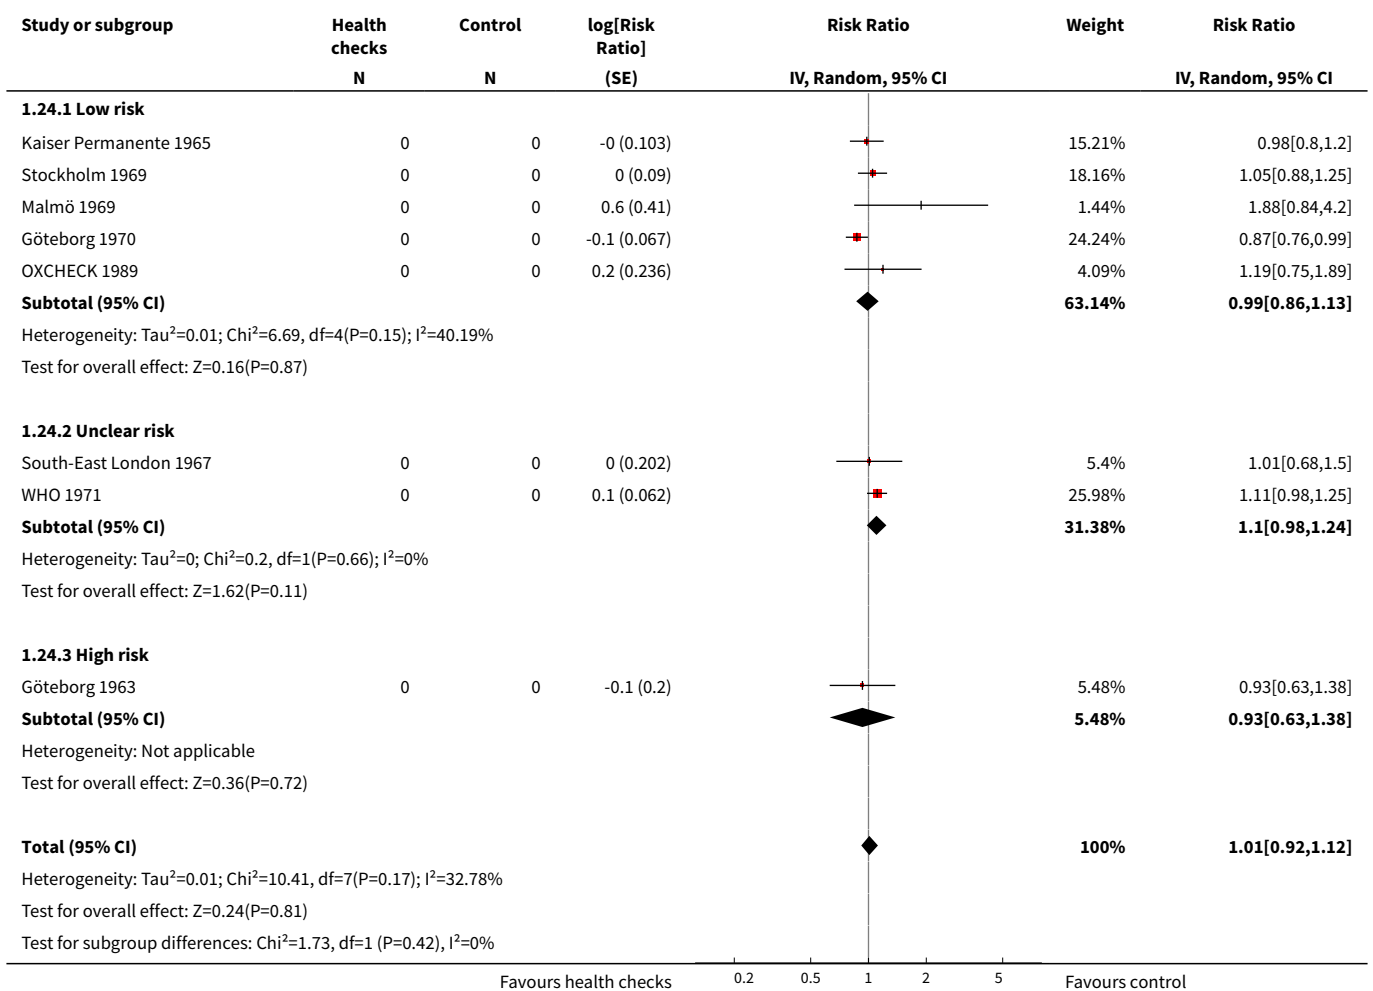 Study or subgroup Health checks Control log[Risk Ratio] Risk Ratio Weight Risk Ratio
N N (SE) IV, Random, 95% CI IV, Random, 95% CI
1.24.1 Low risk
Kaiser Permanente 1965 0 0 -0 (0.103) 15.21% 0.98[0.8,1.2]
Stockholm 1969 0 0 0 (0.09) 18.16% 1.05[0.88,1.25]
Malmö 1969 0 0 0.6 (0.41) 1.44% 1.88[0.84,4.2]
Göteborg 1970 0 0 -0.1 (0.067) 24.24% 0.87[0.76,0.99]
OXCHECK 1989 0 0 0.2 (0.236) 4.09% 1.19[0.75,1.89]
Subtotal (95% CI) 63.14% 0.99[0.86,1.13]
Heterogeneity: Tau²=0.01; Chi²=6.69, df=4(P=0.15); I²=40.19%
Test for overall effect: Z=0.16(P=0.87)
1.24.2 Unclear risk
South-East London 1967 0 0 0 (0.202) 5.4% 1.01[0.68,1.5]
WHO 1971 0 0 0.1 (0.062) 25.98% 1.11[0.98,1.25]
Subtotal (95% CI) 31.38% 1.1[0.98,1.24]
Heterogeneity: Tau²=0; Chi²=0.2, df=1(P=0.66); I²=0%
Test for overall effect: Z=1.62(P=0.11)
1.24.3 High risk
Göteborg 1963 0 0 -0.1 (0.2) 5.48% 0.93[0.63,1.38]
Subtotal (95% CI) 5.48% 0.93[0.63,1.38]
Heterogeneity: Not applicable
Test for overall effect: Z=0.36(P=0.72)
Total (95% CI) 100% 1.01[0.92,1.12]
Heterogeneity: Tau²=0.01; Chi²=10.41, df=7(P=0.17); I²=32.78%
Test for overall effect: Z=0.24(P=0.81)
Test for subgroup differences: Chi²=1.73, df=1 (P=0.42), I²=0%
Favours health checks 0.2 0.5 1 2 5 Favours control